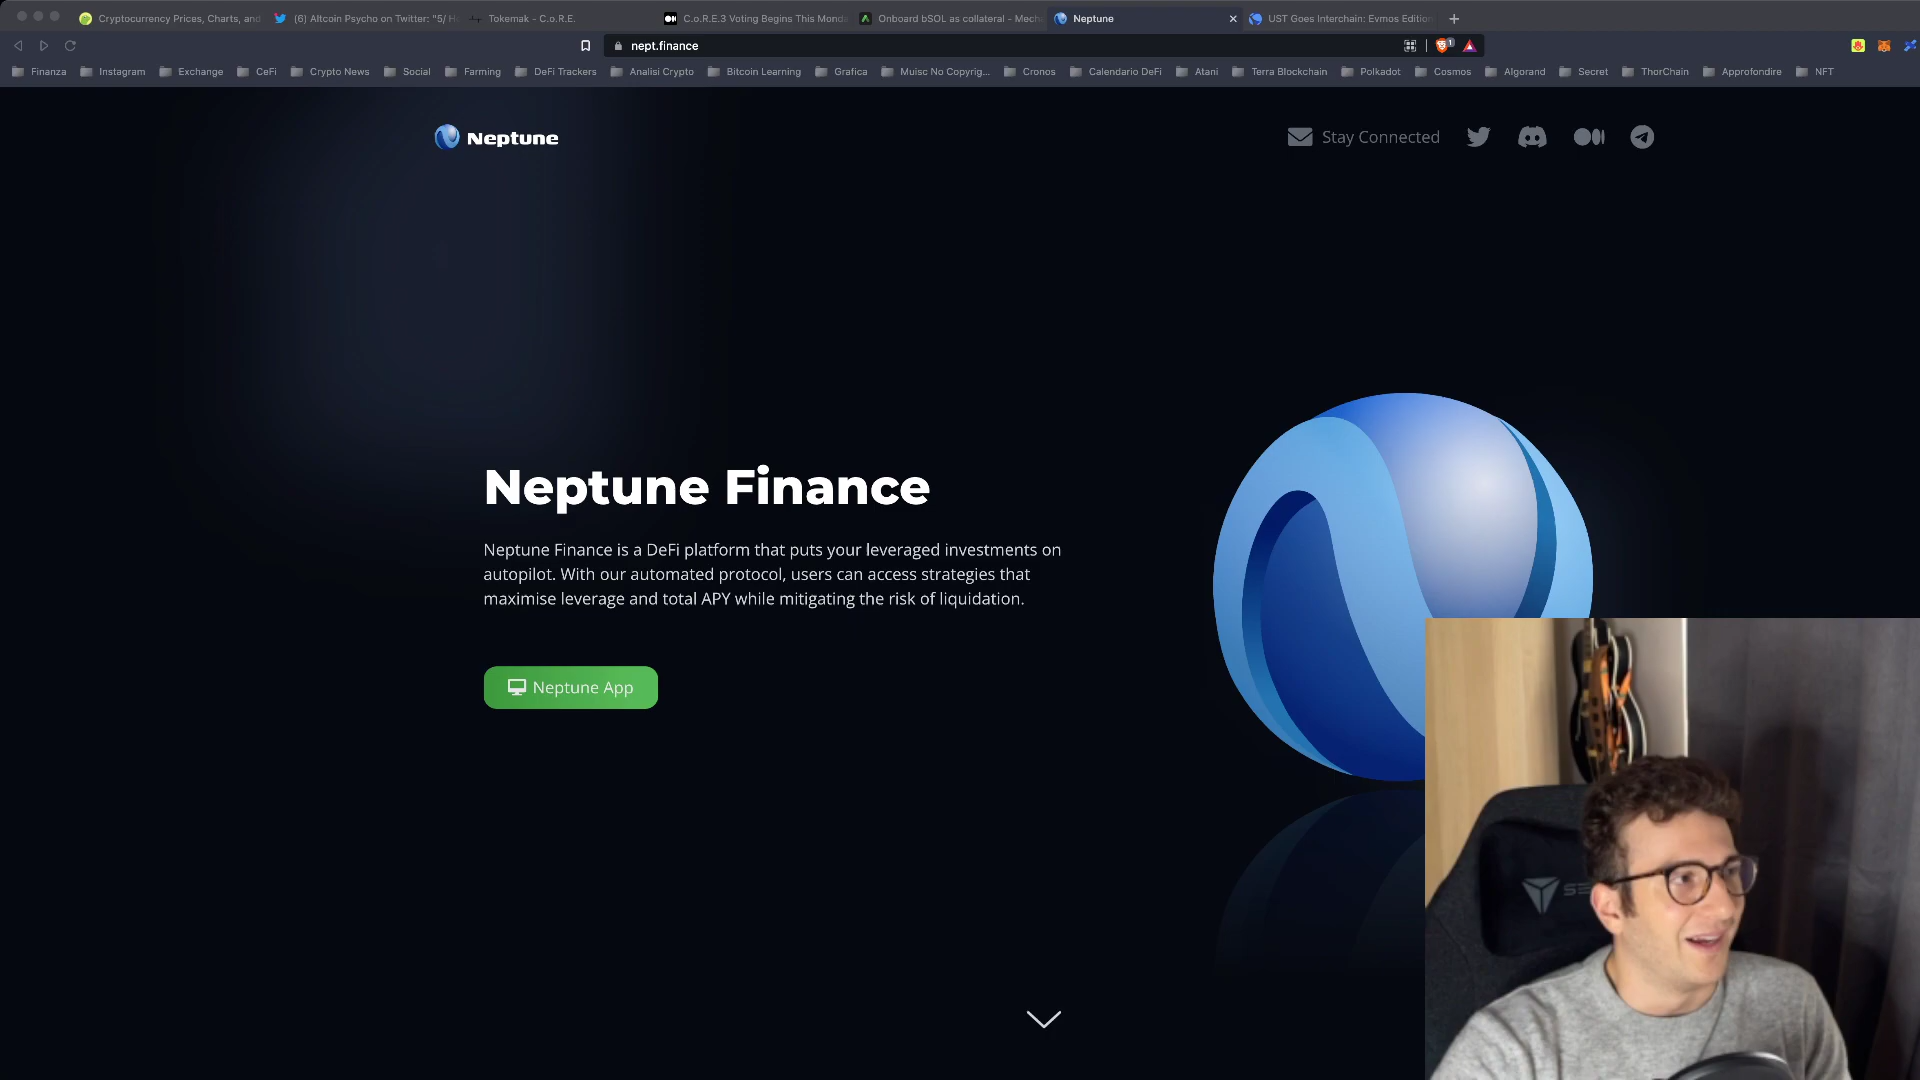 Cryptocurrency Prices, Charts, and
(6) Altcoin Psycho on Twitter: "5/ H
Tokemak - C.o.R.E.
C.o.R.E.3 Voting Begins This Monda
Onboard bSOL as collateral - Mech
Neptune
UST Goes Interchain: Evmos Edition
nept.finance
1
Finanza
Instagram
Exchange
CeFi
Crypto News
Social
Farming
DeFi Trackers
Analisi Crypto
Bitcoin Learning
Grafica
Muisc No Copyrig...
Cronos
Calendario DeFi
Atani
Terra Blockchain
Polkadot
Cosmos
Algorand
Secret
ThorChain
Approfondire
NFT
Neptune
Stay Connected
Neptune Finance
Neptune Finance is a DeFi platform that puts your leveraged investments on
autopilot. With our automated protocol, users can access strategies that
maximise leverage and total APY while mitigating the risk of liquidation.
Neptune App